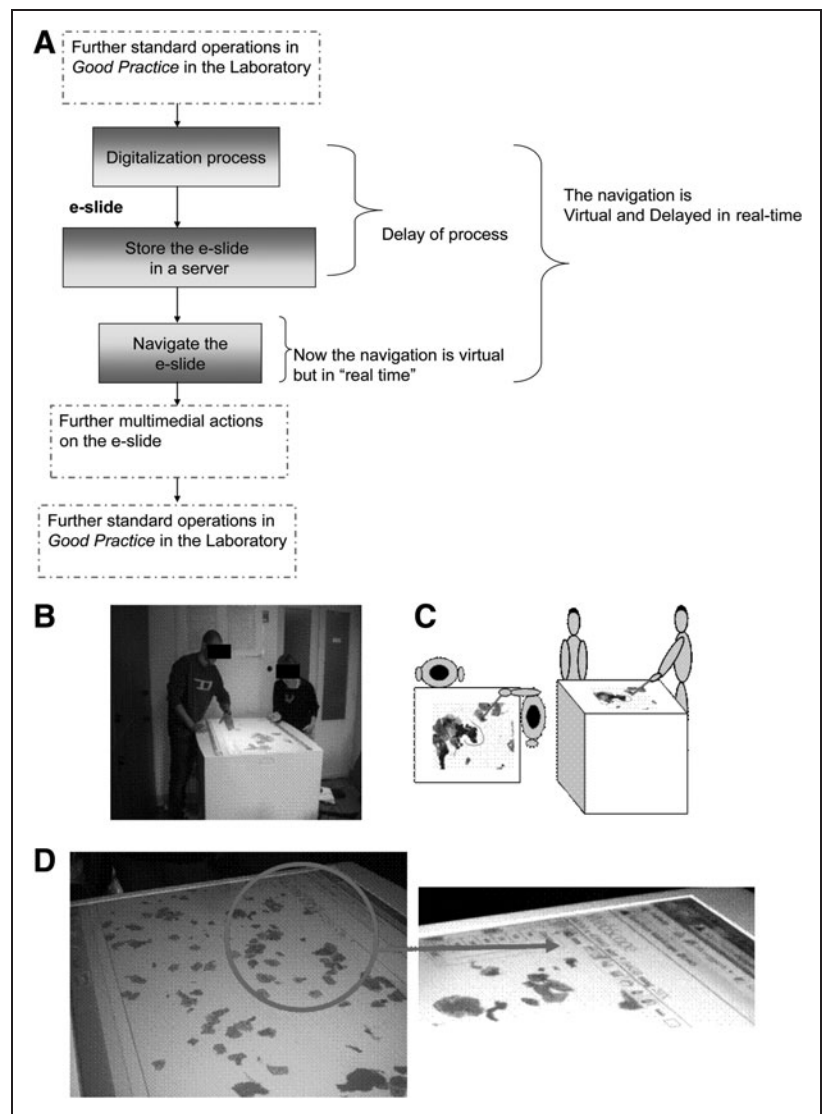 A
Further standard operations in
Good Practice in the Laboratory
Digitalization process
e-slide
Store the e-slide
in a server
Delay of process
The navigation is
Virtual and Delayed in real-time
Navigate the
e-slide
Now the navigation is virtual
but in “real time”
Further multimedial actions
on the e-slide
Further standard operations in
Good Practice in the Laboratory
B
C
D